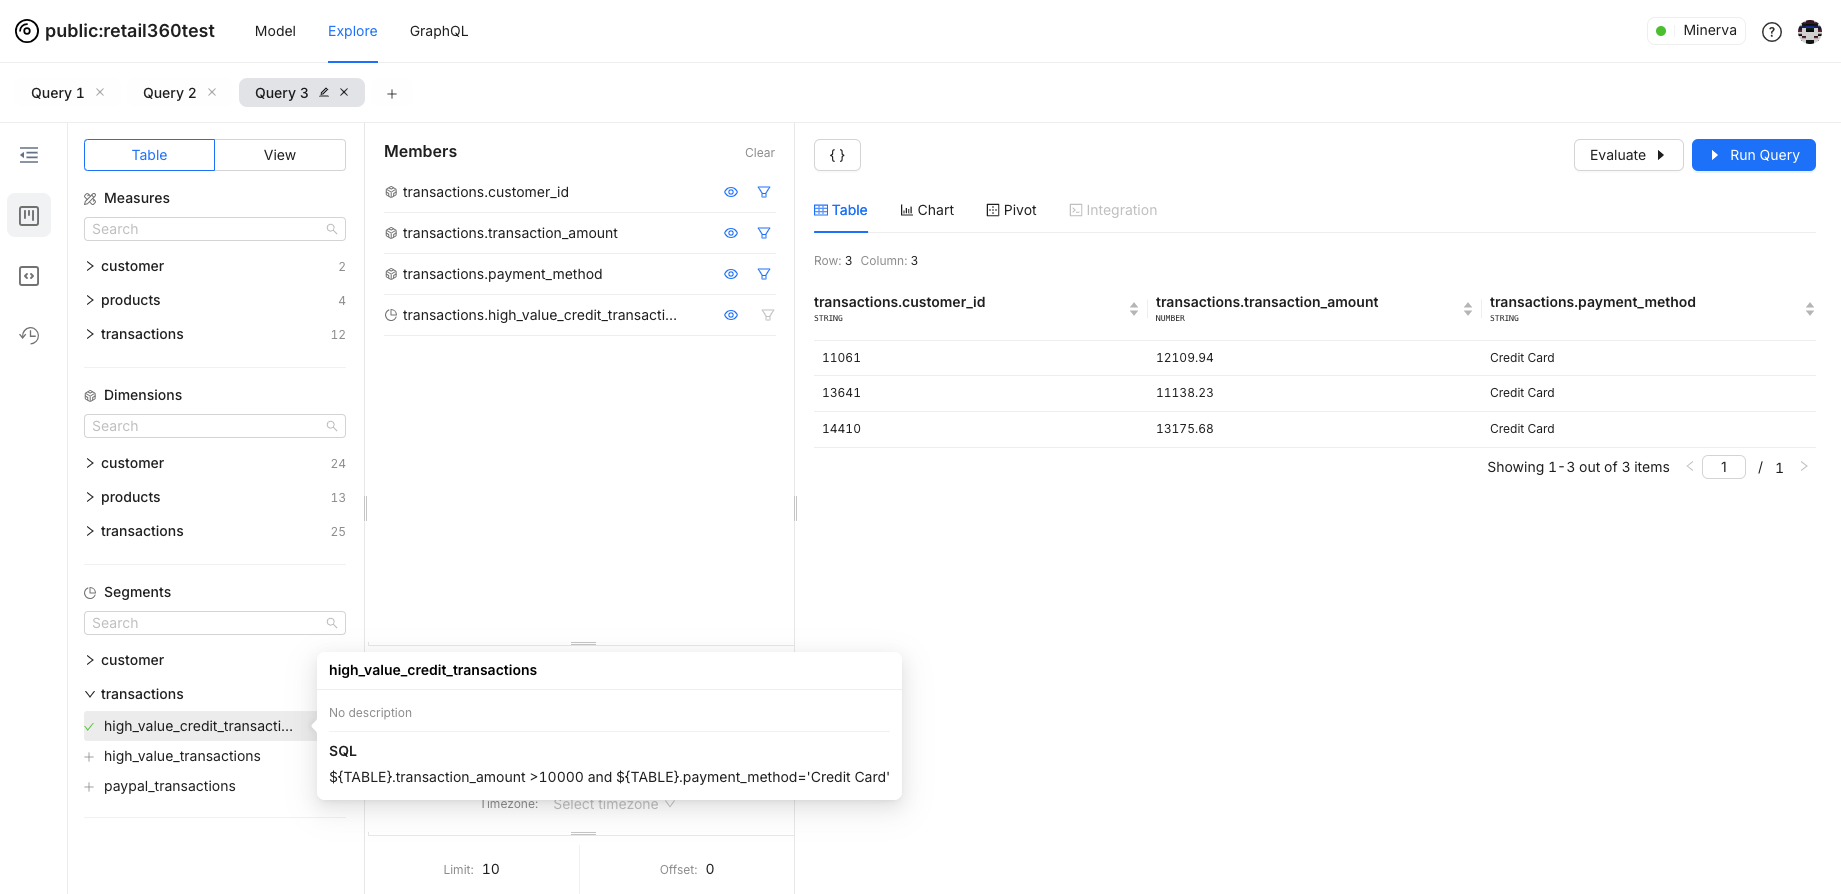 public:retail360test Model Explore GraphQL Minerva
Query 1 Query 2 Query 3
Table View
Measures
Search
customer 2
products 4
transactions 12
Dimensions
Search
customer 24
products 13
transactions 25
Segments
Search
customer
transactions
high_value_credit_transacti...
high_value_transactions
paypal_transactions
Members Clear
transactions.customer_id
transactions.transaction_amount
transactions.payment_method
transactions.high_value_credit_transacti...
high_value_credit_transactions
No description
SQL
${TABLE}.transaction_amount >10000 and ${TABLE}.payment_method='Credit Card'
Timezone: Select timezone
Limit: 10 Offset: 0
{ } Evaluate Run Query
Table Chart Pivot Integration
Row: 3 Column: 3
transactions.customer_id transactions.transaction_amount transactions.payment_method
STRING NUMBER STRING
11061 12109.94 Credit Card
13641 11138.23 Credit Card
14410 13175.68 Credit Card
Showing 1-3 out of 3 items 1 / 1